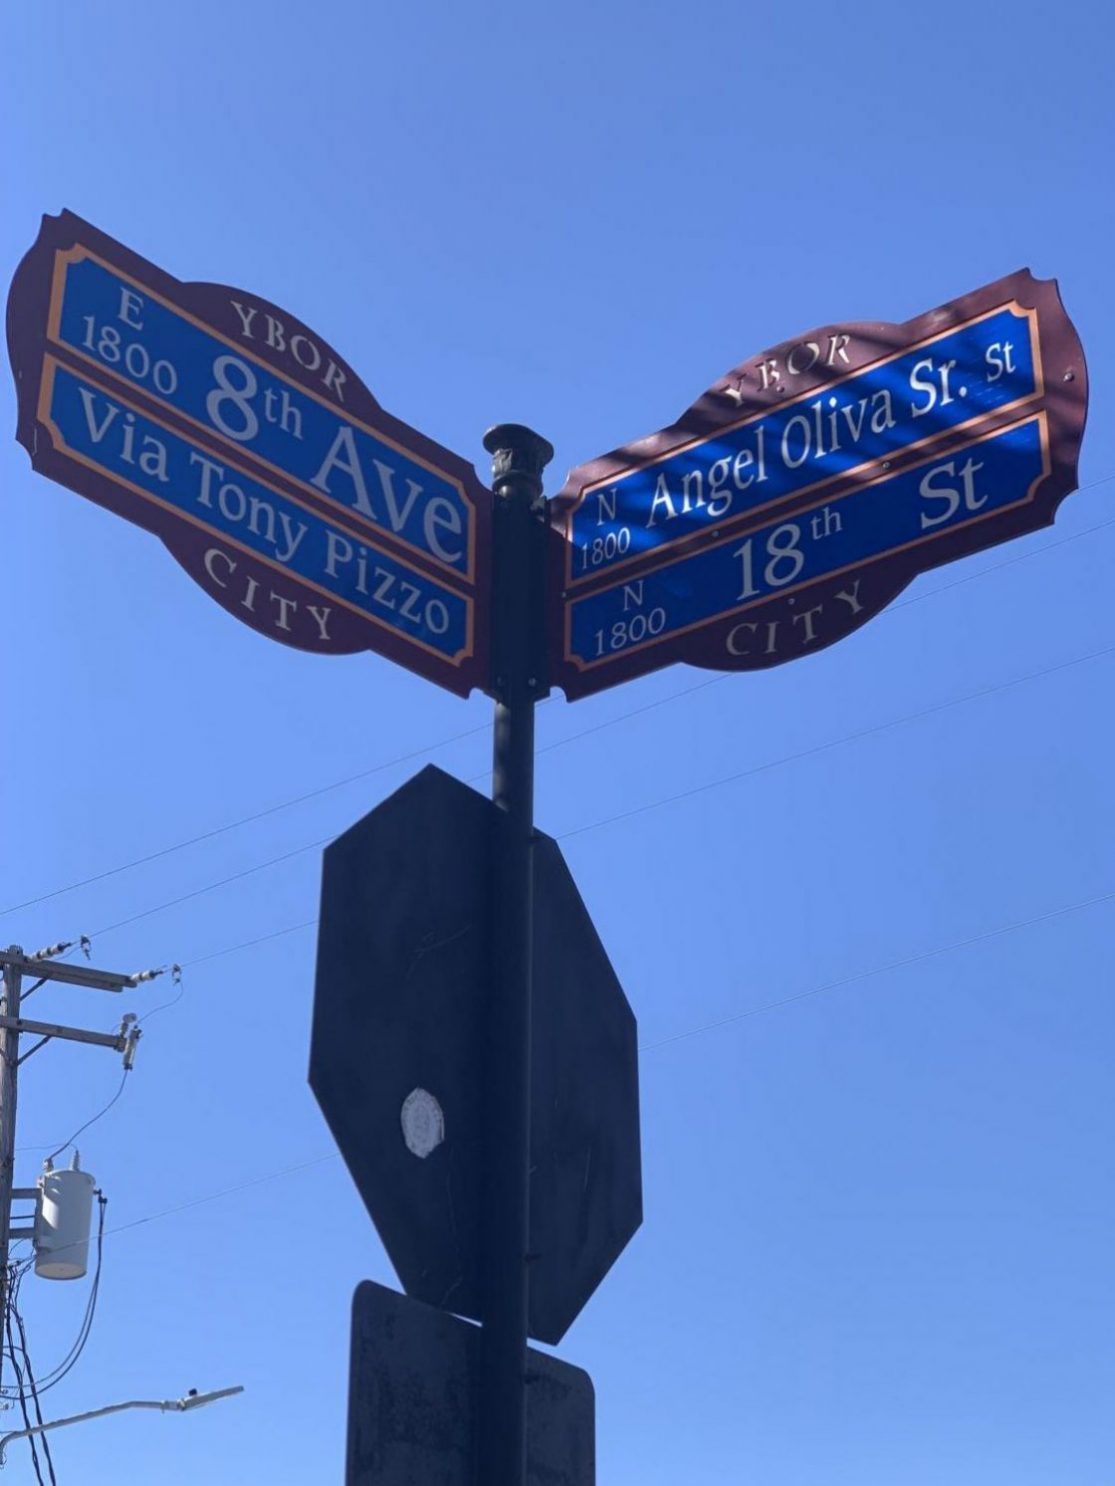 YBOR
E 1800 8th Ave
Via Tony Pizzo
CITY
YBOR
N 1800 Angel Oliva Sr. St
N 1800 18th St
CITY